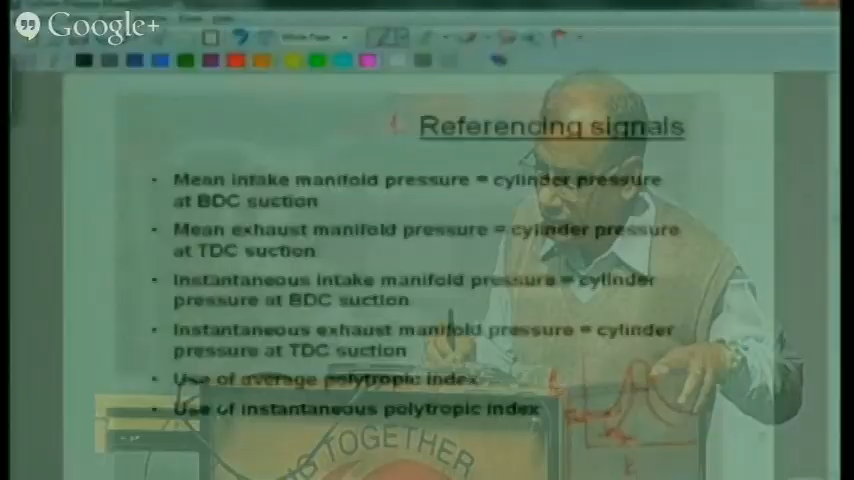 Google+
Referencing signals
• Mean intake manifold pressure = cylinder pressure
at BDC suction
• Mean exhaust manifold pressure = cylinder pressure
at TDC suction
• Instantaneous intake manifold pressure = cylinder
pressure at BDC suction
• Instantaneous exhaust manifold pressure = cylinder
pressure at TDC suction
• Use of average polytropic index
• Use of instantaneous polytropic index
TOGETHER